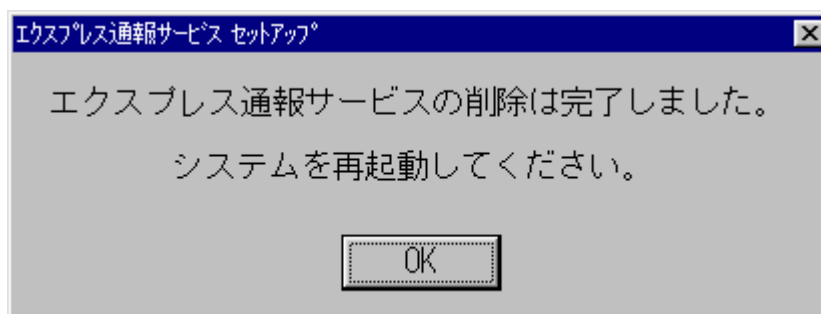 ｴｸｽﾌﾟﾚｽ通報ｻｰﾋﾞｽ ｾｯﾄｱｯﾌﾟ
エクスプレス通報サービスの削除は完了しました。
システムを再起動してください。
OK